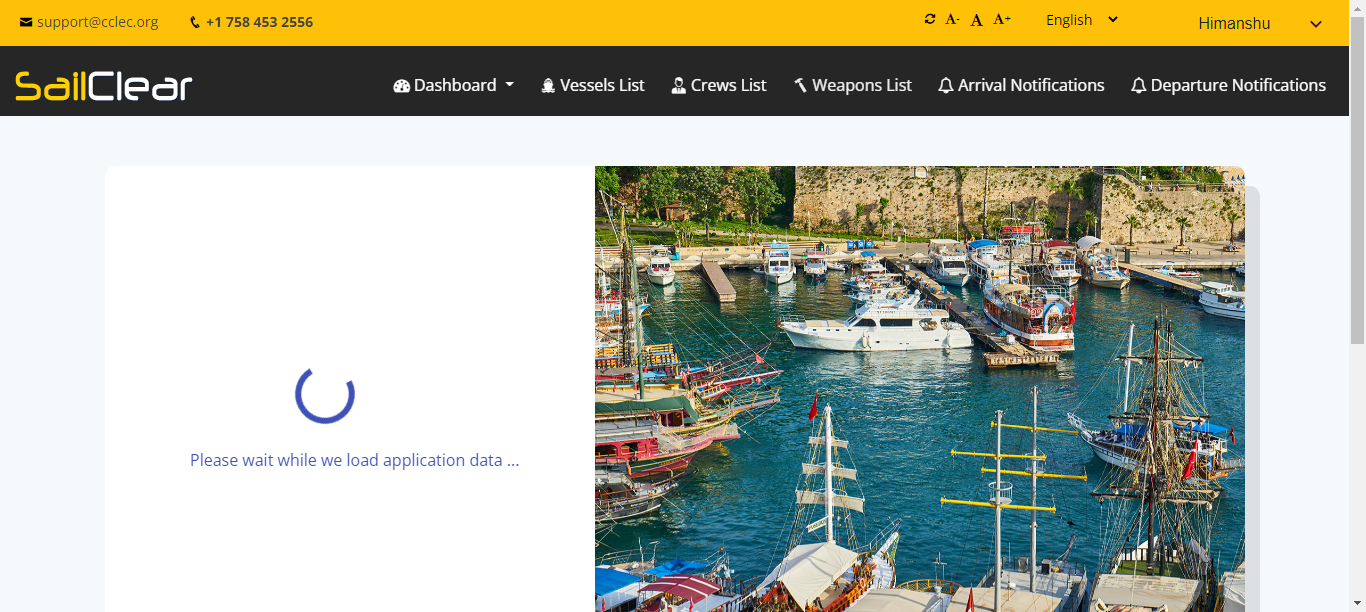 support@cclec.org +1 758 453 2556 A- A A+ English Himanshu
SailClear Dashboard Vessels List Crews List Weapons List Arrival Notifications Departure Notifications
Please wait while we load application data ...